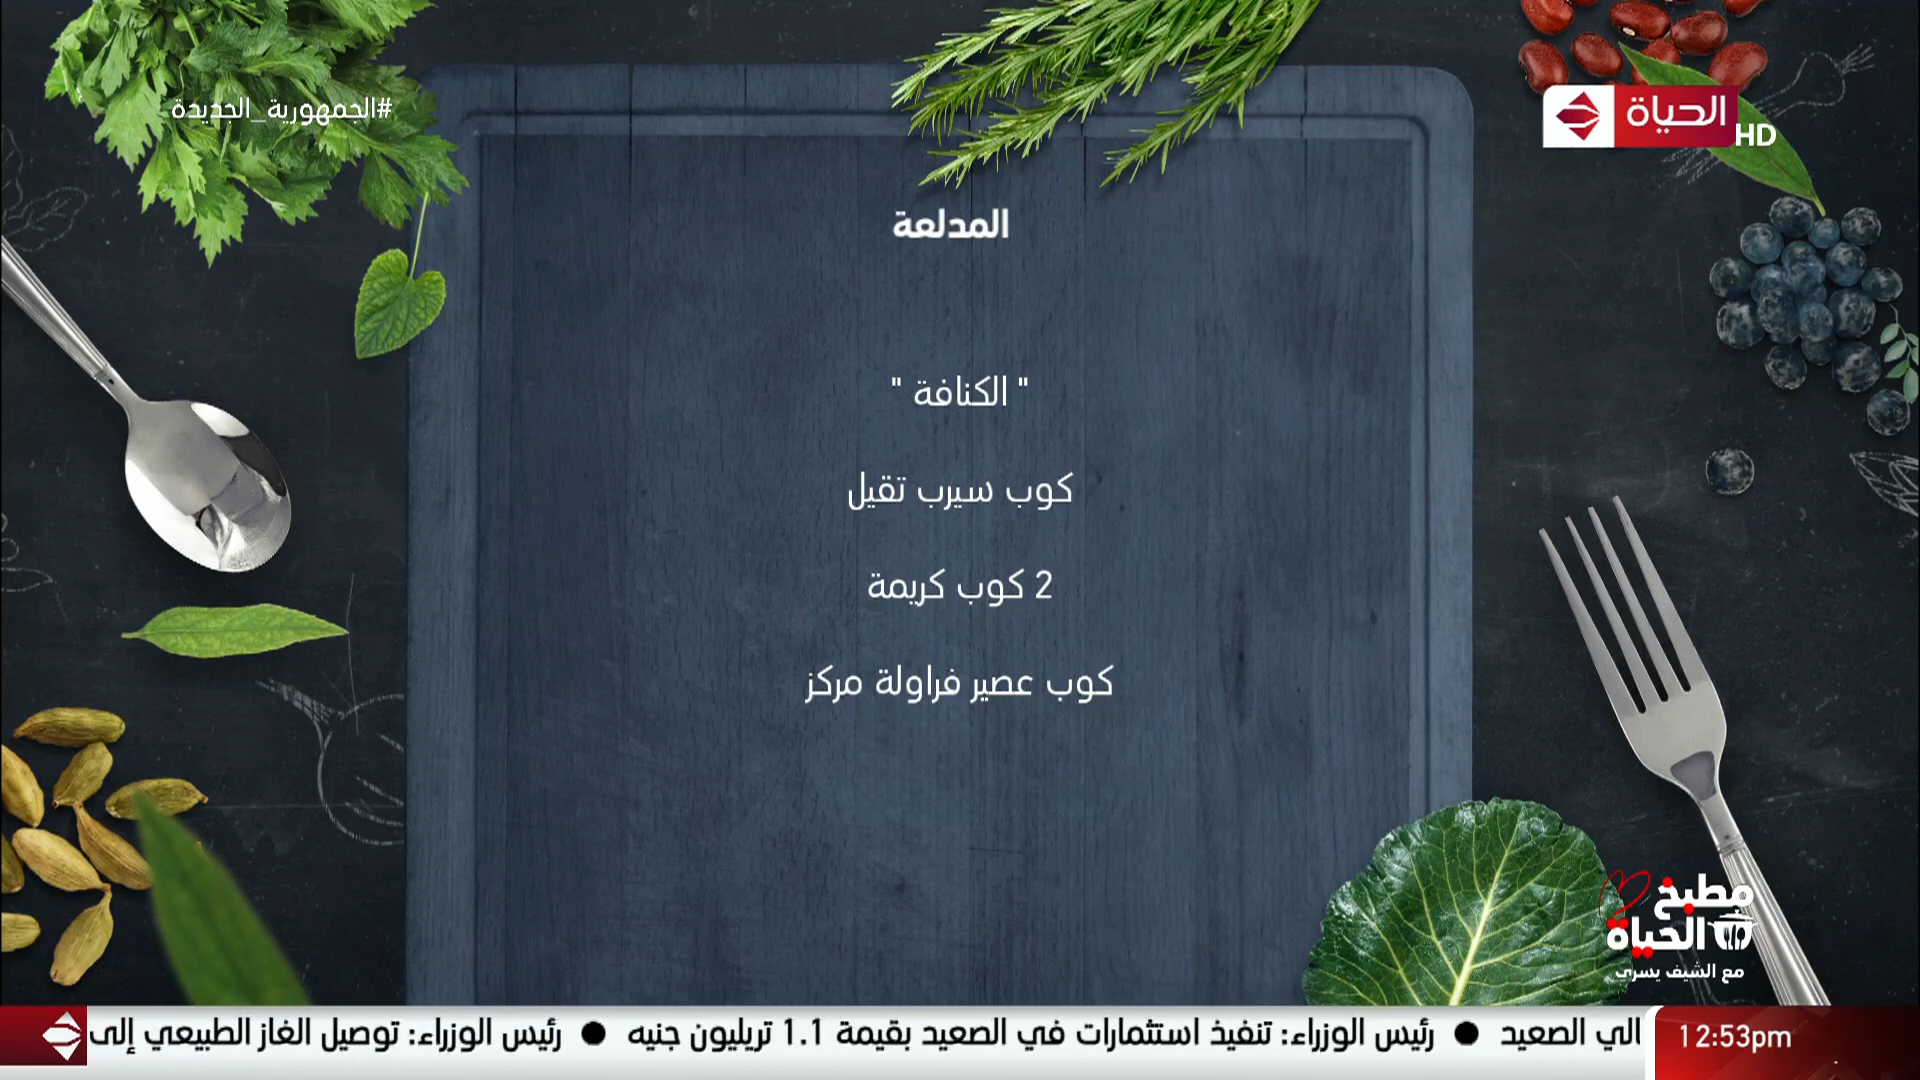 #الجمهورية_الجديدة
الحياة
HD
المدلعة
" الكنافة "
كوب سيرب تقيل
2 كوب كريمة
كوب عصير فراولة مركز
مطبخ
الحياة
مع الشيف يسري
الي الصعيد ● رئيس الوزراء: تنفيذ استثمارات في الصعيد بقيمة 1.1 تريليون جنيه ● رئيس الوزراء: توصيل الغاز الطبيعي إلى
12:53pm